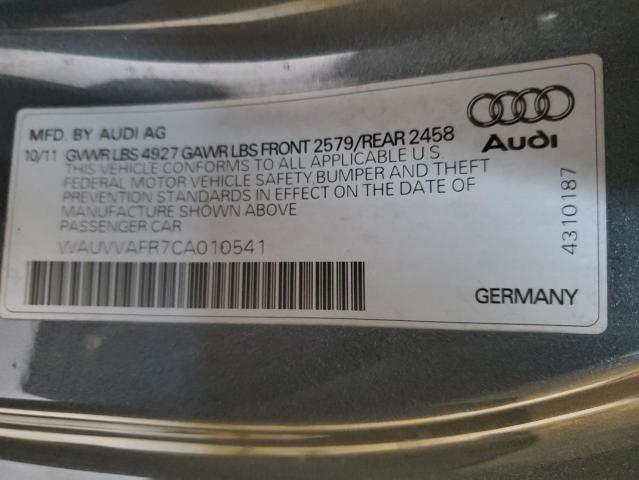 MFD. BY AUDI AG
10/11 GVWR LBS 4927 GAWR LBS FRONT 2579/REAR 2458
THIS VEHICLE CONFORMS TO ALL APPLICABLE U S
FEDERAL MOTOR VEHICLE SAFETY, BUMPER AND THEFT
PREVENTION STANDARDS IN EFFECT ON THE DATE OF
MANUFACTURE SHOWN ABOVE
PASSENGER CAR
WAUVVAFR7CA010541
Audi
4310187
GERMANY